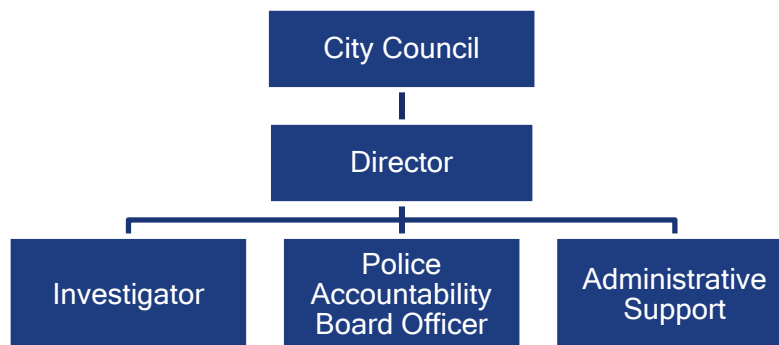 City Council
Director
Investigator
Police
Accountability
Board Officer
Administrative
Support